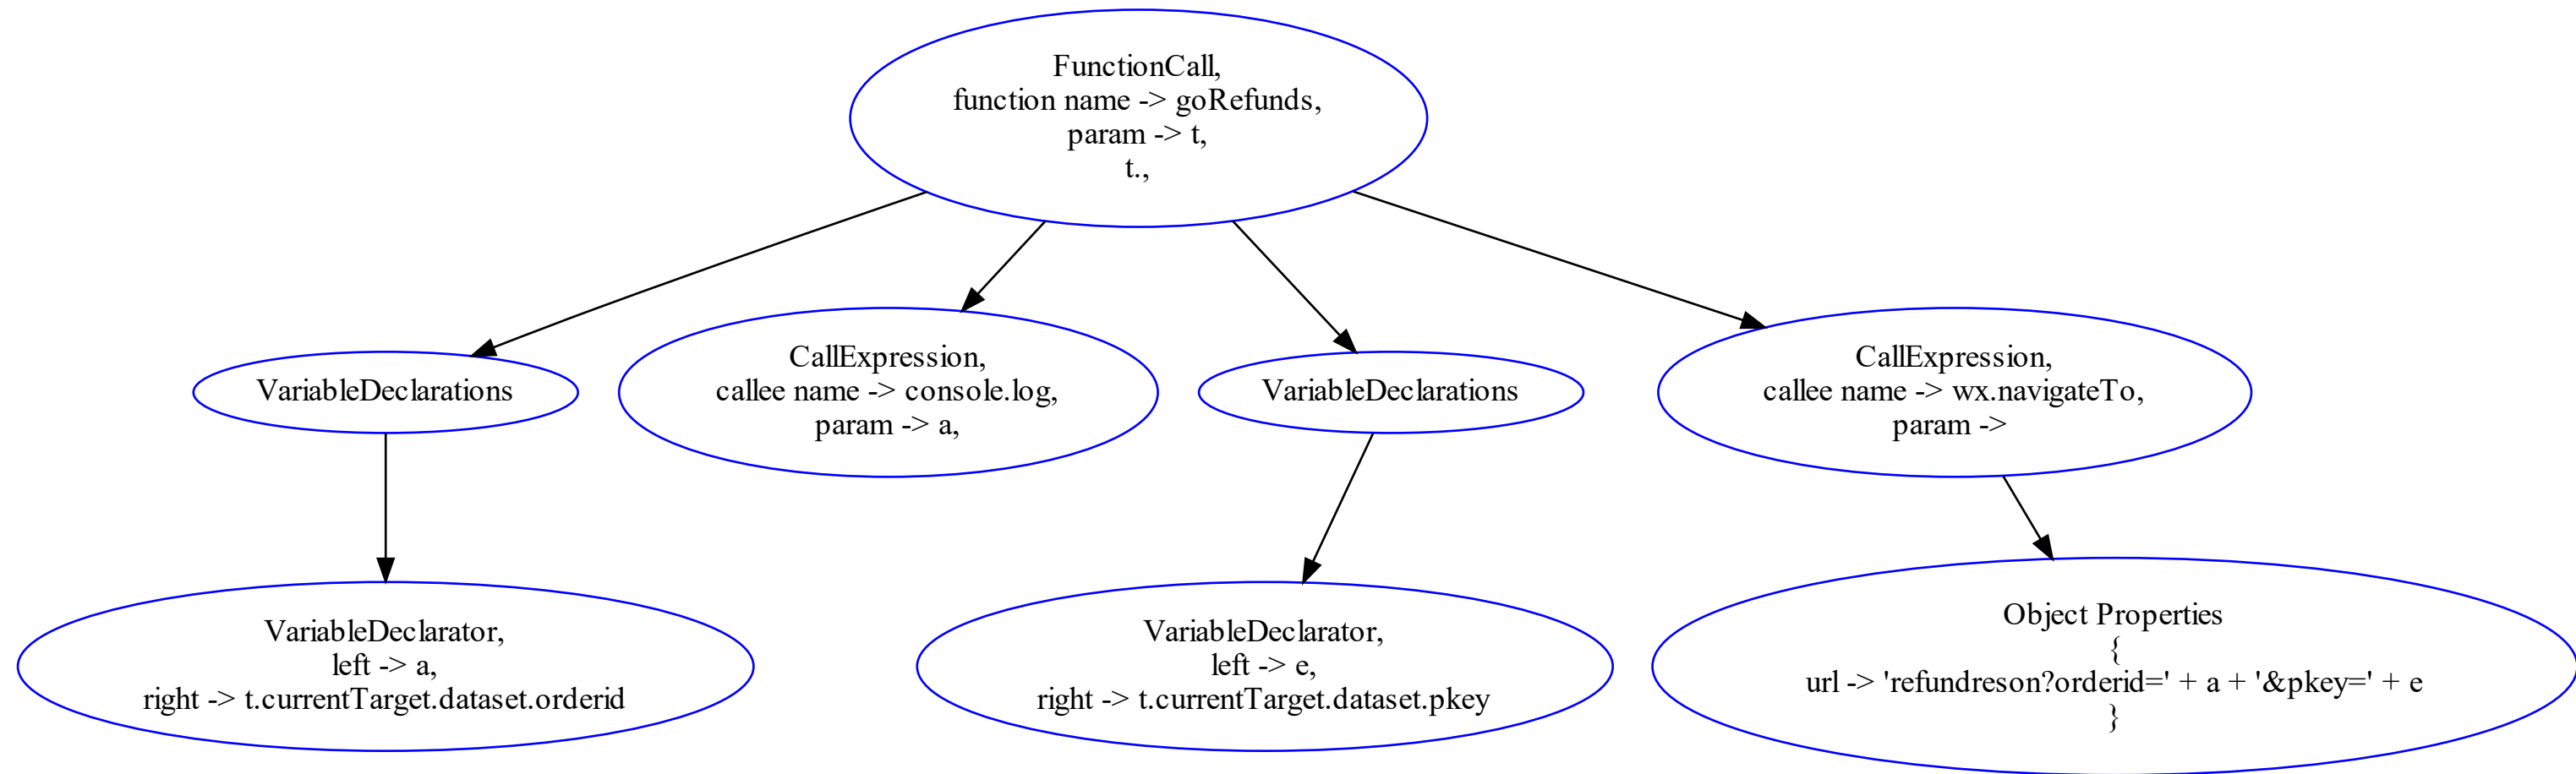 FunctionCall,
function name -> goRefunds,
param -> t,
t.,
VariableDeclarations
CallExpression,
callee name -> console.log,
param -> a,
VariableDeclarations
CallExpression,
callee name -> wx.navigateTo,
param ->
VariableDeclarator,
left -> a,
right -> t.currentTarget.dataset.orderid
VariableDeclarator,
left -> e,
right -> t.currentTarget.dataset.pkey
Object Properties
{
url -> 'refundreson?orderid=' + a + '&pkey=' + e
}